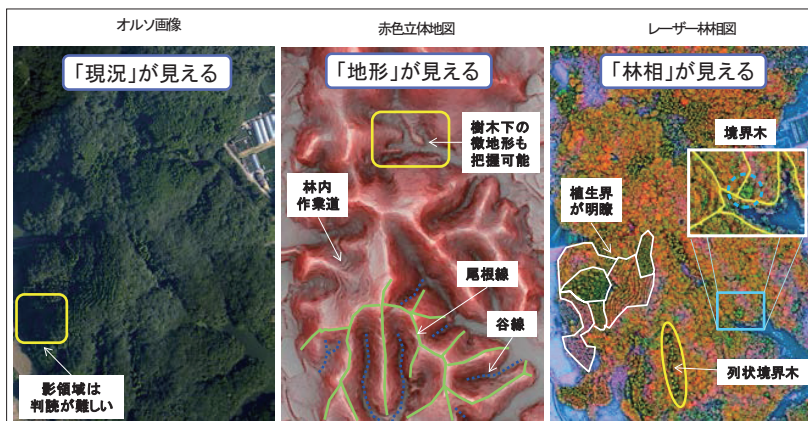 オルソ画像
「現況」が見える
影領域は
判読が難しい
赤色立体地図
「地形」が見える
樹木下の
微地形も
把握可能
林内
作業道
尾根線
谷線
レーザー林相図
「林相」が見える
境界木
植生界
が明瞭
列状境界木